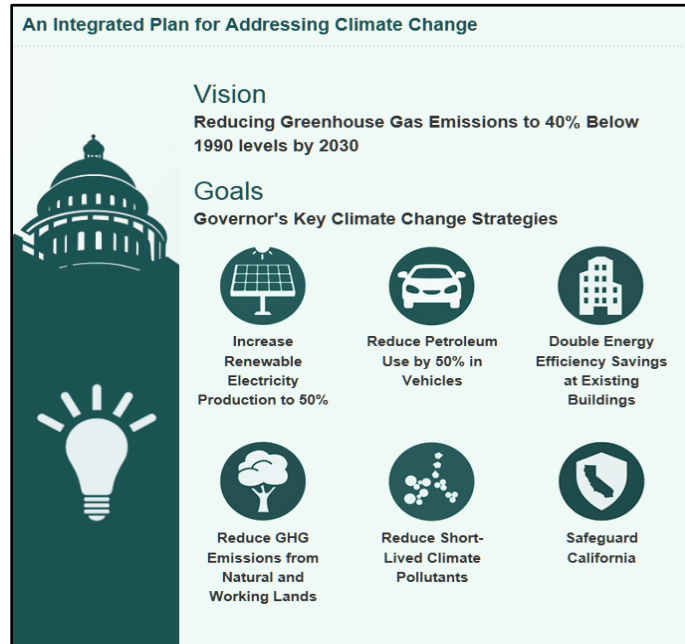 An Integrated Plan for Addressing Climate Change
Vision
Reducing Greenhouse Gas Emissions to 40% Below
1990 levels by 2030
Goals
Governor's Key Climate Change Strategies
Increase
Renewable
Electricity
Production to 50%
Reduce Petroleum
Use by 50% in
Vehicles
Double Energy
Efficiency Savings
at Existing
Buildings
Reduce GHG
Emissions from
Natural and
Working Lands
Reduce Short-
Lived Climate
Pollutants
Safeguard
California